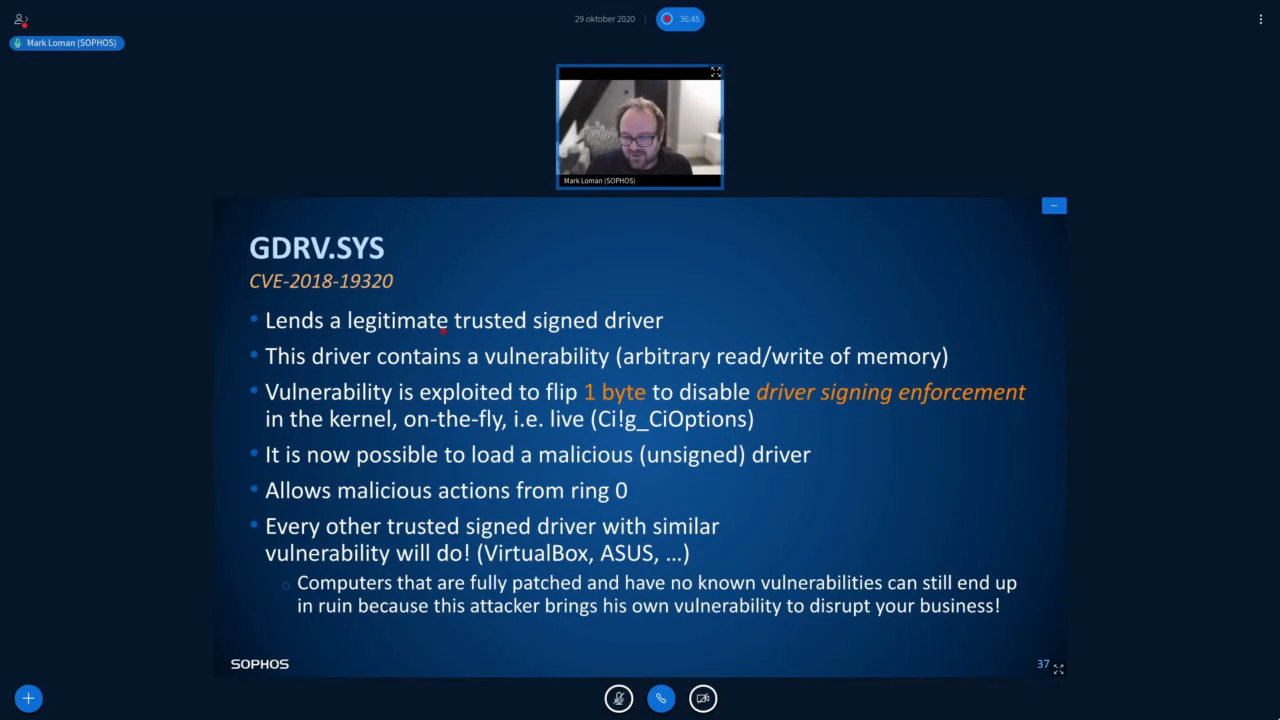 29 oktober 2020
36:45
Mark Loman (SOPHOS)
Mark Loman (SOPHOS)
GDRV.SYS
CVE-2018-19320
• Lends a legitimate trusted signed driver
• This driver contains a vulnerability (arbitrary read/write of memory)
• Vulnerability is exploited to flip 1 byte to disable driver signing enforcement
in the kernel, on-the-fly, i.e. live (Ci!g_CiOptions)
• It is now possible to load a malicious (unsigned) driver
• Allows malicious actions from ring 0
• Every other trusted signed driver with similar
vulnerability will do! (VirtualBox, ASUS, ...)
○ Computers that are fully patched and have no known vulnerabilities can still end up
in ruin because this attacker brings his own vulnerability to disrupt your business!
SOPHOS
37